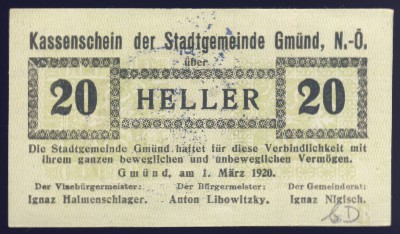 Kassenschein der Stadtgemeinde Gmünd, N.-Ö.
über
20 HELLER 20
Die Stadtgemeinde Gmünd haftet für diese Verbindlichkeit mit
ihrem ganzen beweglichen und unbeweglichen Vermögen.
Gmünd, am 1. März 1920.
Der Vizebürgermeister: Der Bürgermeister: Der Gemeinderat:
Ignaz Halmenschlager. Anton Libowitzky. Ignaz Niglsch.